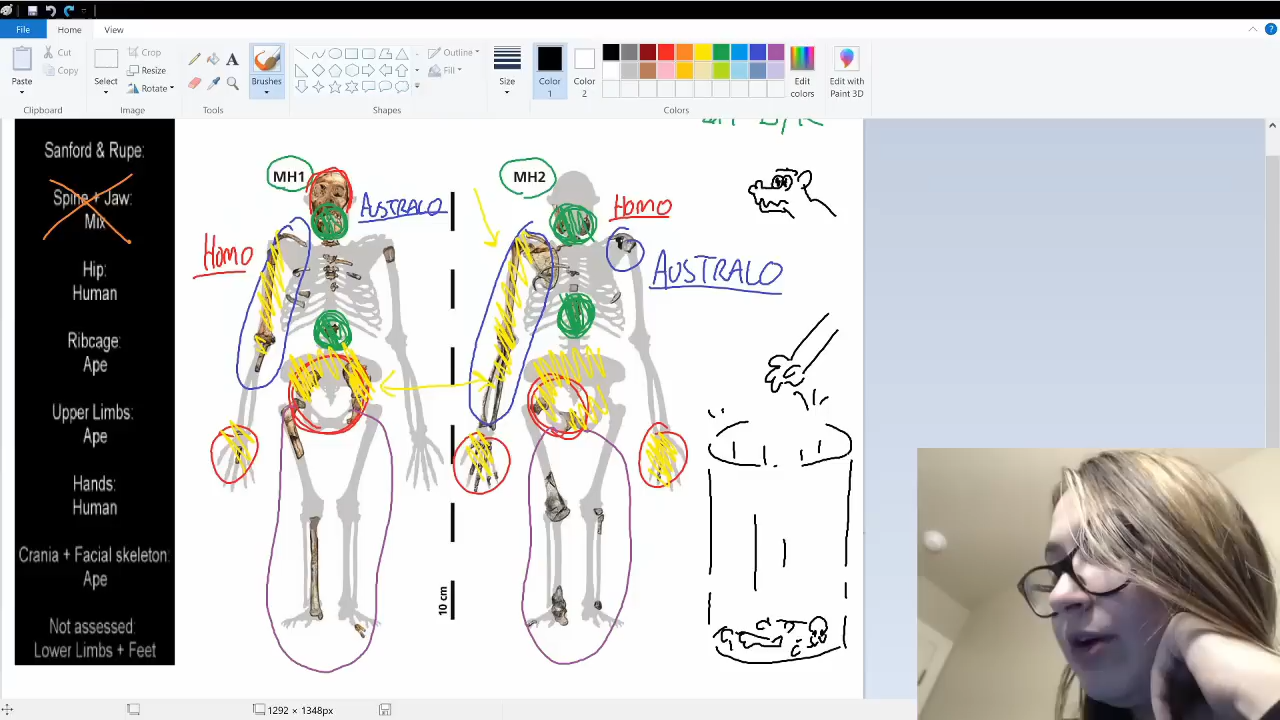 File
Home
View
Paste
Cut
Copy
Clipboard
Select
Crop
Resize
Rotate
Image
Tools
Brushes
Outline
Fill
Shapes
Size
Color
1
Color
2
Edit
colors
Colors
Edit with
Paint 3D
Sanford & Rupe:
Spine + Jaw:
Mix
Hip:
Human
Ribcage:
Ape
Upper Limbs:
Ape
Hands:
Human
Crania + Facial skeleton:
Ape
Not assessed:
Lower Limbs + Feet
MH1
AUSTRALO
Homo
MH2
Homo
AUSTRALO
10 cm
1292 × 1348px